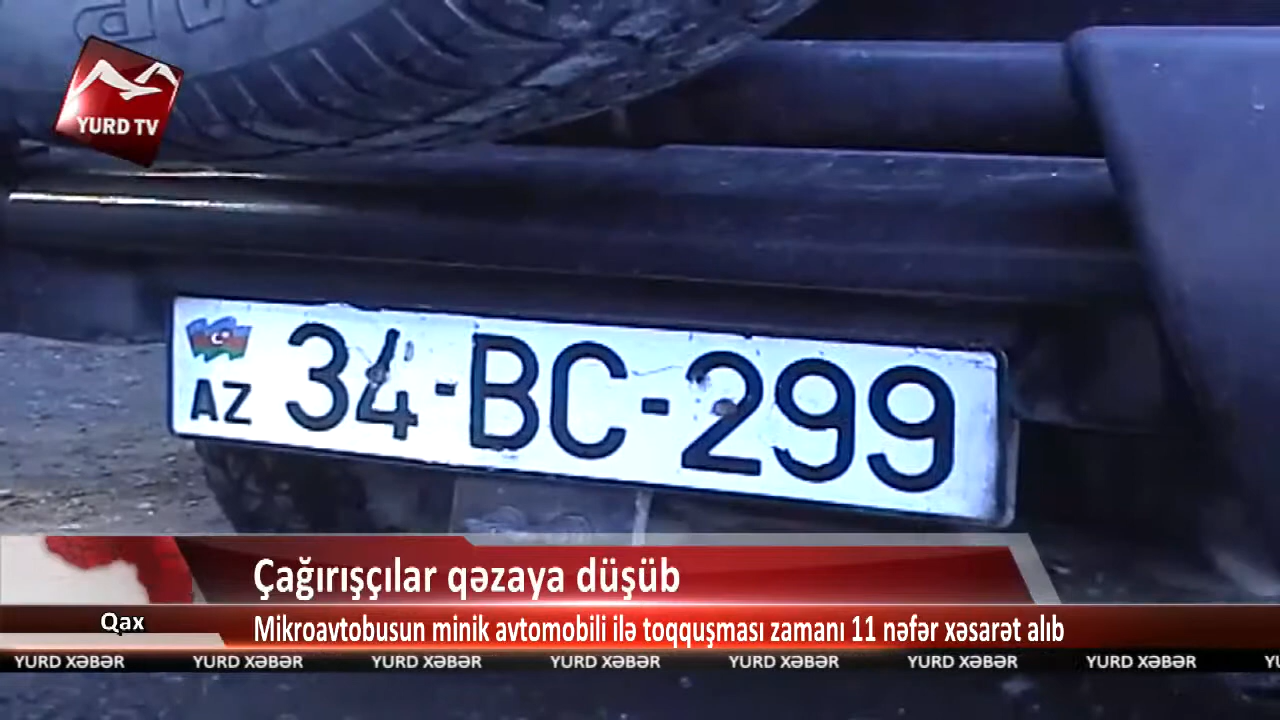 YURD TV
AZ 34-BC-299
Çağırışçılar qəzaya düşüb
Qax
Mikroavtobusun minik avtomobili ilə toqquşması zamanı 11 nəfər xəsarət alıb
YURD XƏBƏR YURD XƏBƏR YURD XƏBƏR YURD XƏBƏR YURD XƏBƏR YURD XƏBƏR YURD XƏBƏR